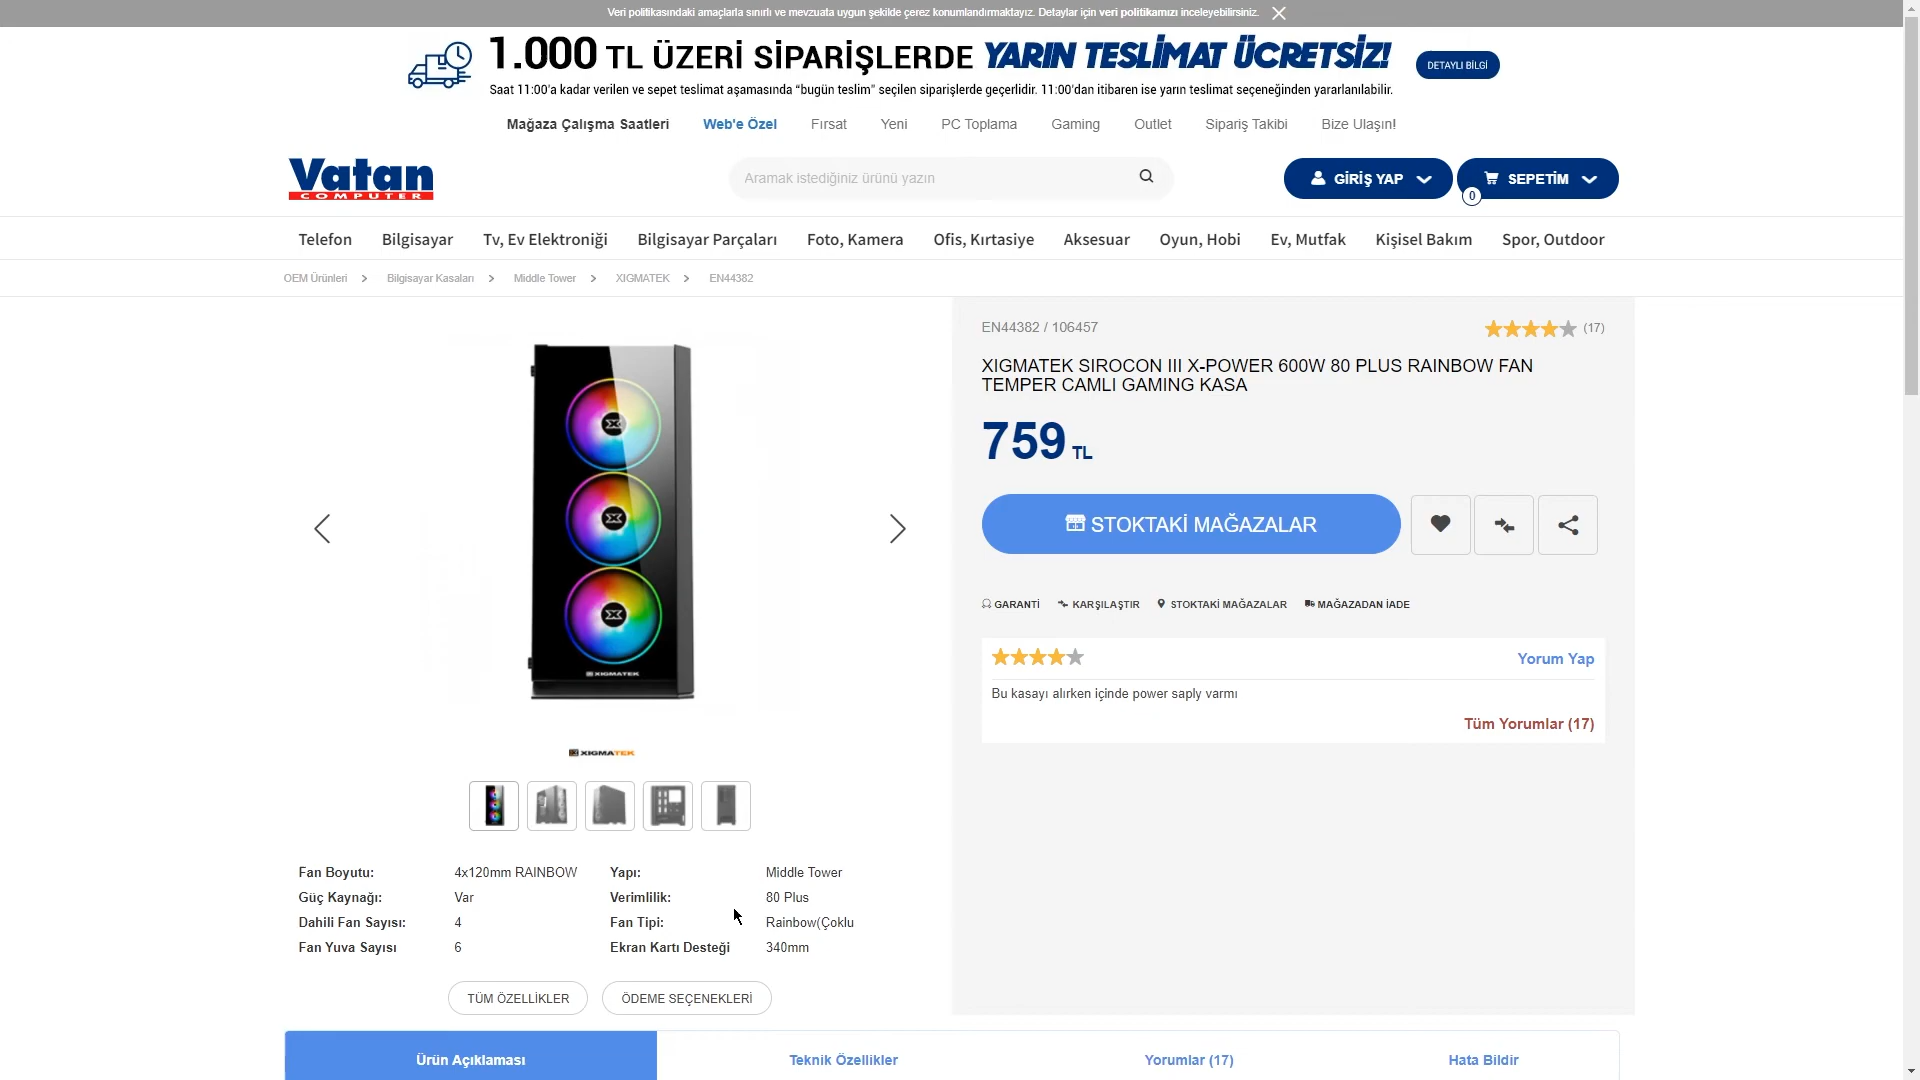 Veri politikasındaki amaçlarla sınırlı ve mevzuata uygun şekilde çerez konumlandırmaktayız. Detaylar için veri politikamızı inceleyebilirsiniz.
1.000 TL ÜZERİ SİPARİŞLERDE YARIN TESLİMAT ÜCRETSİZ!
DETAYLI BİLGİ
Saat 11:00'a kadar verilen ve sepet teslimat aşamasında "bugün teslim" seçilen siparişlerde geçerlidir. 11:00'dan itibaren ise yarın teslimat seçeneğinden yararlanılabilir.
Mağaza Çalışma Saatleri Web'e Özel Fırsat Yeni PC Toplama Gaming Outlet Sipariş Takibi Bize Ulaşın!
Vatan
COMPUTER
Aramak istediğiniz ürünü yazın
GİRİŞ YAP
SEPETİM
0
Telefon Bilgisayar Tv, Ev Elektroniği Bilgisayar Parçaları Foto, Kamera Ofis, Kırtasiye Aksesuar Oyun, Hobi Ev, Mutfak Kişisel Bakım Spor, Outdoor
OEM Ürünleri Bilgisayar Kasaları Middle Tower XIGMATEK EN44382
EN44382 / 106457
(17)
XIGMATEK SIROCON III X-POWER 600W 80 PLUS RAINBOW FAN
TEMPER CAMLI GAMING KASA
759 TL
STOKTAKİ MAĞAZALAR
GARANTİ KARŞILAŞTIR STOKTAKİ MAĞAZALAR MAĞAZADAN İADE
Yorum Yap
Bu kasayı alırken içinde power saply varmı
Tüm Yorumlar (17)
XIGMATEK
XIGMATEK
Fan Boyutu: 4x120mm RAINBOW Yapı: Middle Tower
Güç Kaynağı: Var Verimlilik: 80 Plus
Dahili Fan Sayısı: 4 Fan Tipi: Rainbow(Çoklu
Fan Yuva Sayısı 6 Ekran Kartı Desteği 340mm
TÜM ÖZELLİKLER ÖDEME SEÇENEKLERİ
Ürün Açıklaması Teknik Özellikler Yorumlar (17) Hata Bildir